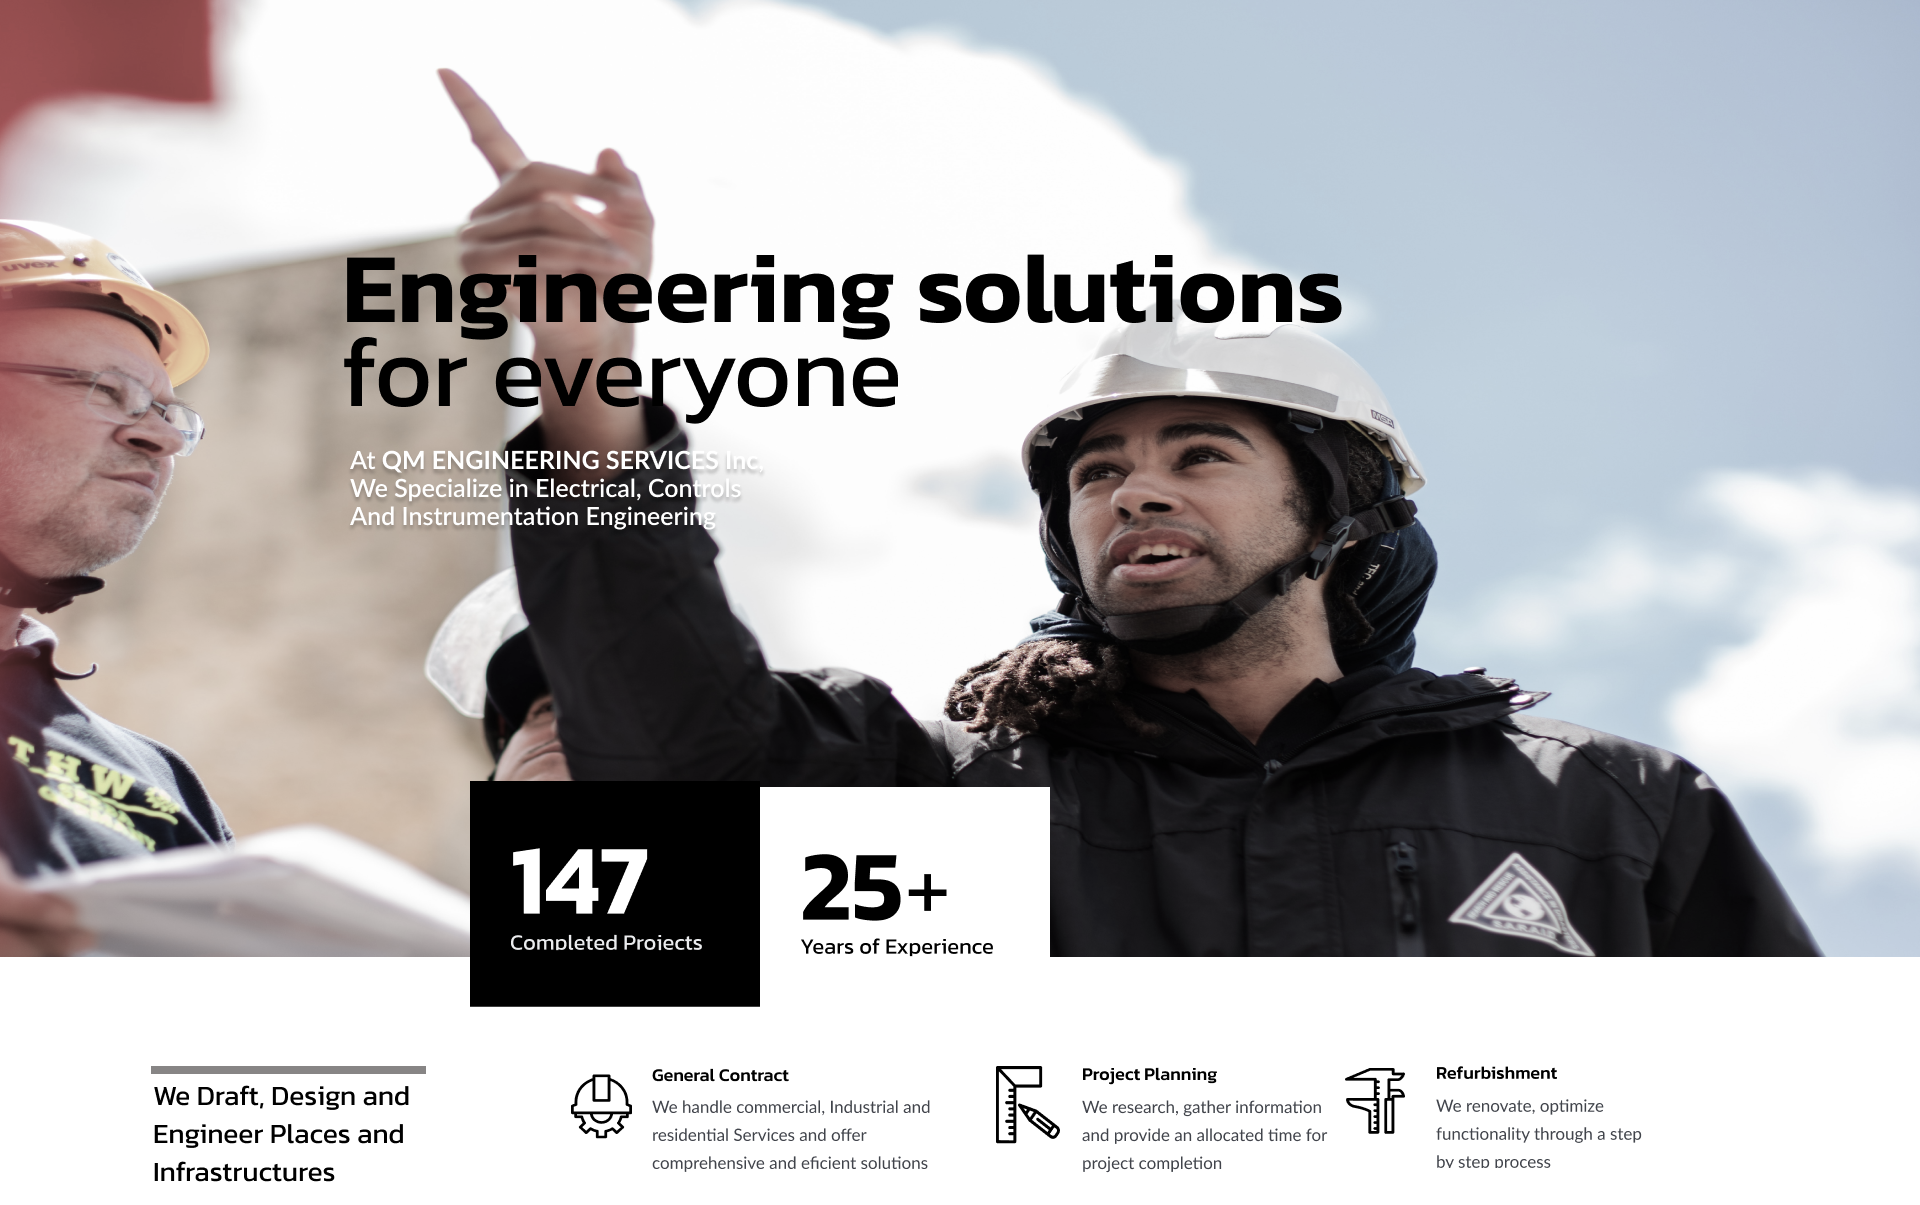 uvex
Engineering solutions
for everyone
MSA
At QM ENGINEERING SERVICES Inc,
We Specialize in Electrical, Controls
And Instrumentation Engineering
THW
147
Completed Projects
25+
Years of Experience
We Draft, Design and
Engineer Places and
Infrastructures
General Contract
We handle commercial, Industrial and
residential Services and offer
comprehensive and eficient solutions
Project Planning
We research, gather information
and provide an allocated time for
project completion
Refurbishment
We renovate, optimize
functionality through a step
by step process